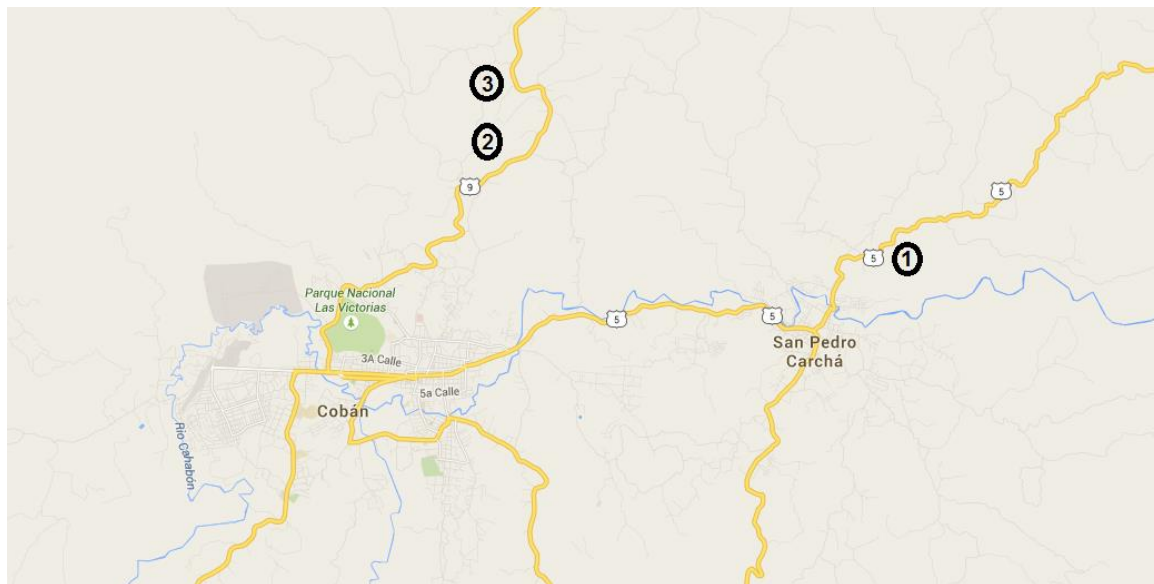 3
2
9
5
1
5
Parque Nacional
Las Victorias
5
5
San Pedro
Carchá
3A Calle
5a Calle
Cobán
Rio Cahabón